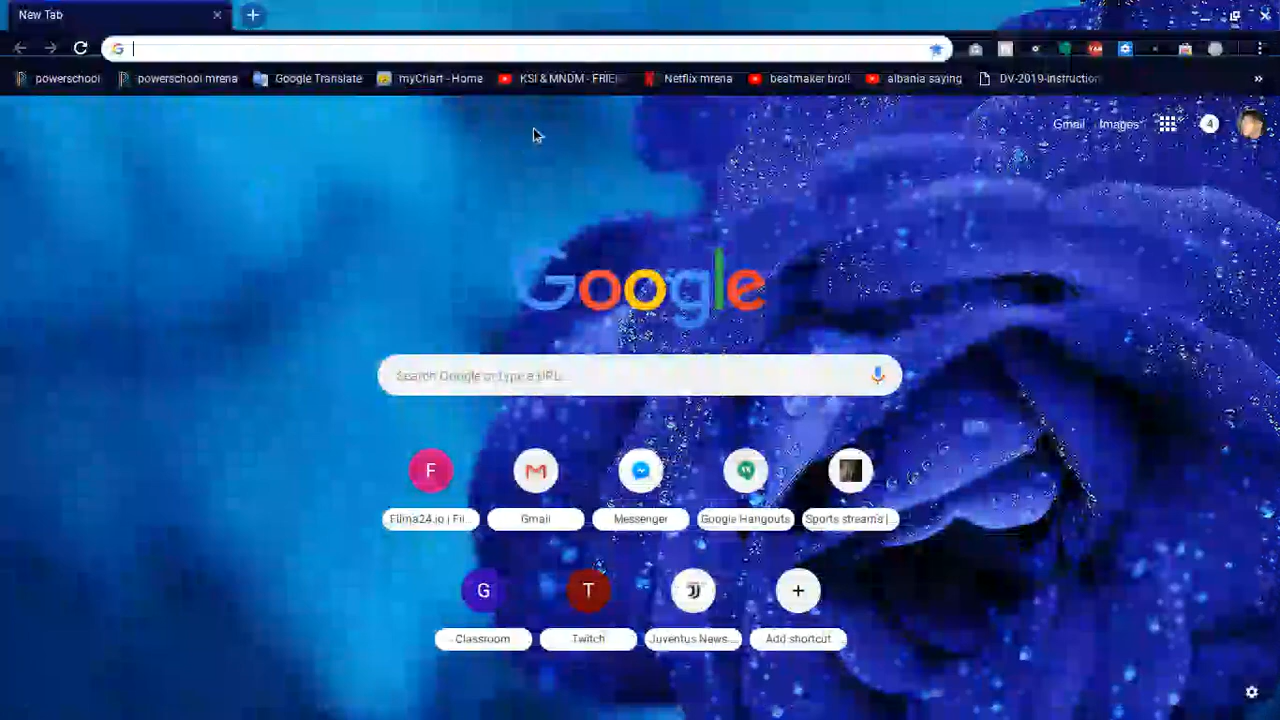 New Tab
powerschool powerschool mrena Google Translate myChart - Home KSI & MNDM - FRIE Netflix mrena beatmaker bro!! albania saying DV-2019-instruction »
Gmail Images 4
Google
Search Google or type a URL
F
Filma24.io | Fil... Gmail Messenger Google Hangouts Sports streams |...
G T
Classroom Twitch Juventus News ... Add shortcut